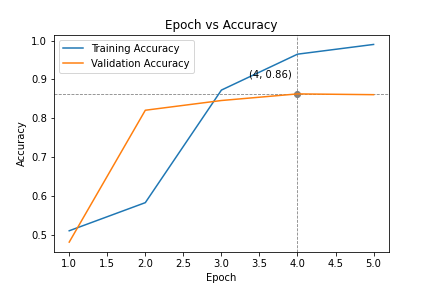 Epoch vs Accuracy
Training Accuracy
Validation Accuracy
(4, 0.86)
Accuracy
1.0
0.9
0.8
0.7
0.6
0.5
1.0 1.5 2.0 2.5 3.0 3.5 4.0 4.5 5.0
Epoch